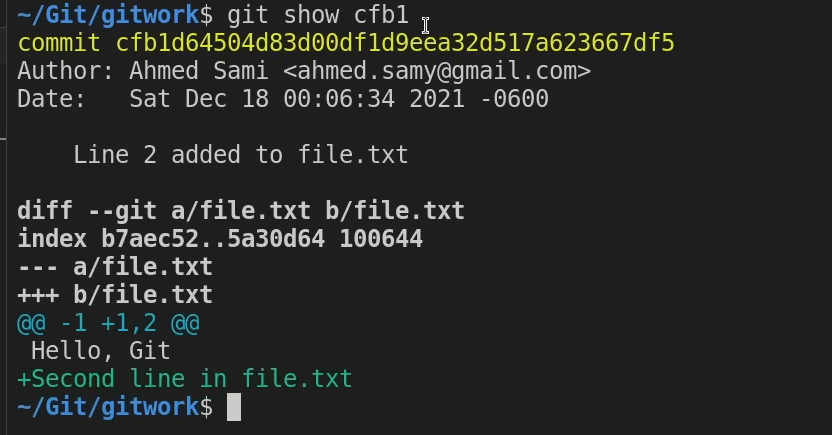 ~/Git/gitwork$ git show cfb1
commit cfb1d64504d83d00df1d9eea32d517a623667df5
Author: Ahmed Sami <ahmed.samy@gmail.com>
Date:   Sat Dec 18 00:06:34 2021 -0600
    Line 2 added to file.txt
diff --git a/file.txt b/file.txt
index b7aec52..5a30d64 100644
--- a/file.txt
+++ b/file.txt
@@ -1 +1,2 @@
 Hello, Git
+Second line in file.txt
~/Git/gitwork$